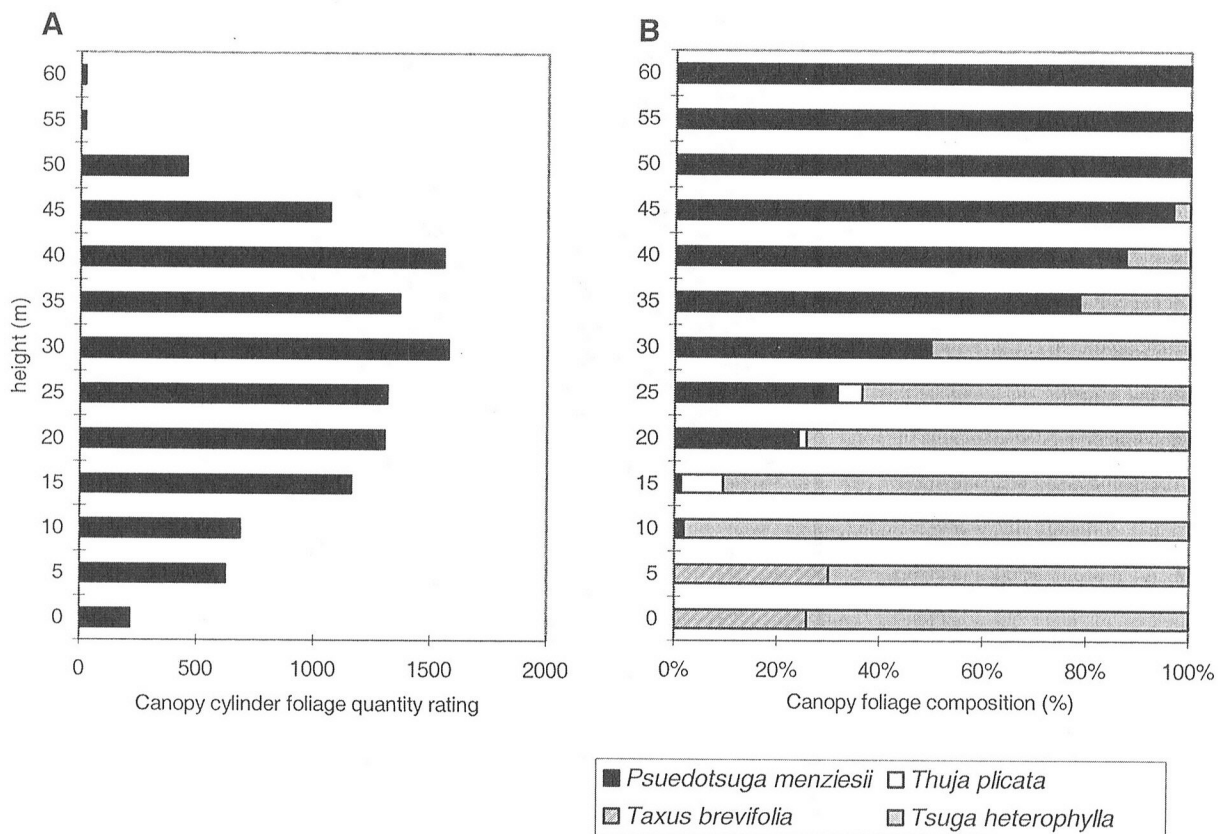 A
height (m)
60
55
50
45
40
35
30
25
20
15
10
5
0
0 500 1000 1500 2000
Canopy cylinder foliage quantity rating
B
60
55
50
45
40
35
30
25
20
15
10
5
0
0% 20% 40% 60% 80% 100%
Canopy foliage composition (%)
Psuedotsuga menziesii Thuja plicata
Taxus brevifolia Tsuga heterophylla